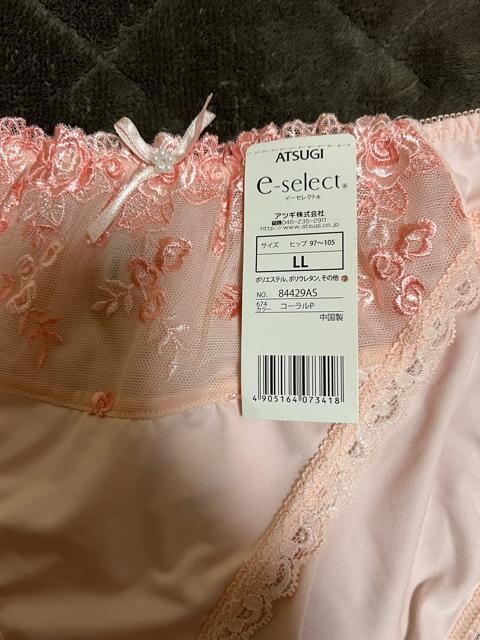 ATSUGI
e-select®
イーセレクト®
アツギ株式会社
046-235-2911
http://www.atsugi.co.jp
サイズ ヒップ 97〜105
LL
ポリエステル、ポリウレタン、その他
NO. 84429AS
674
カラー コーラルP
中国製
4 905164 073418